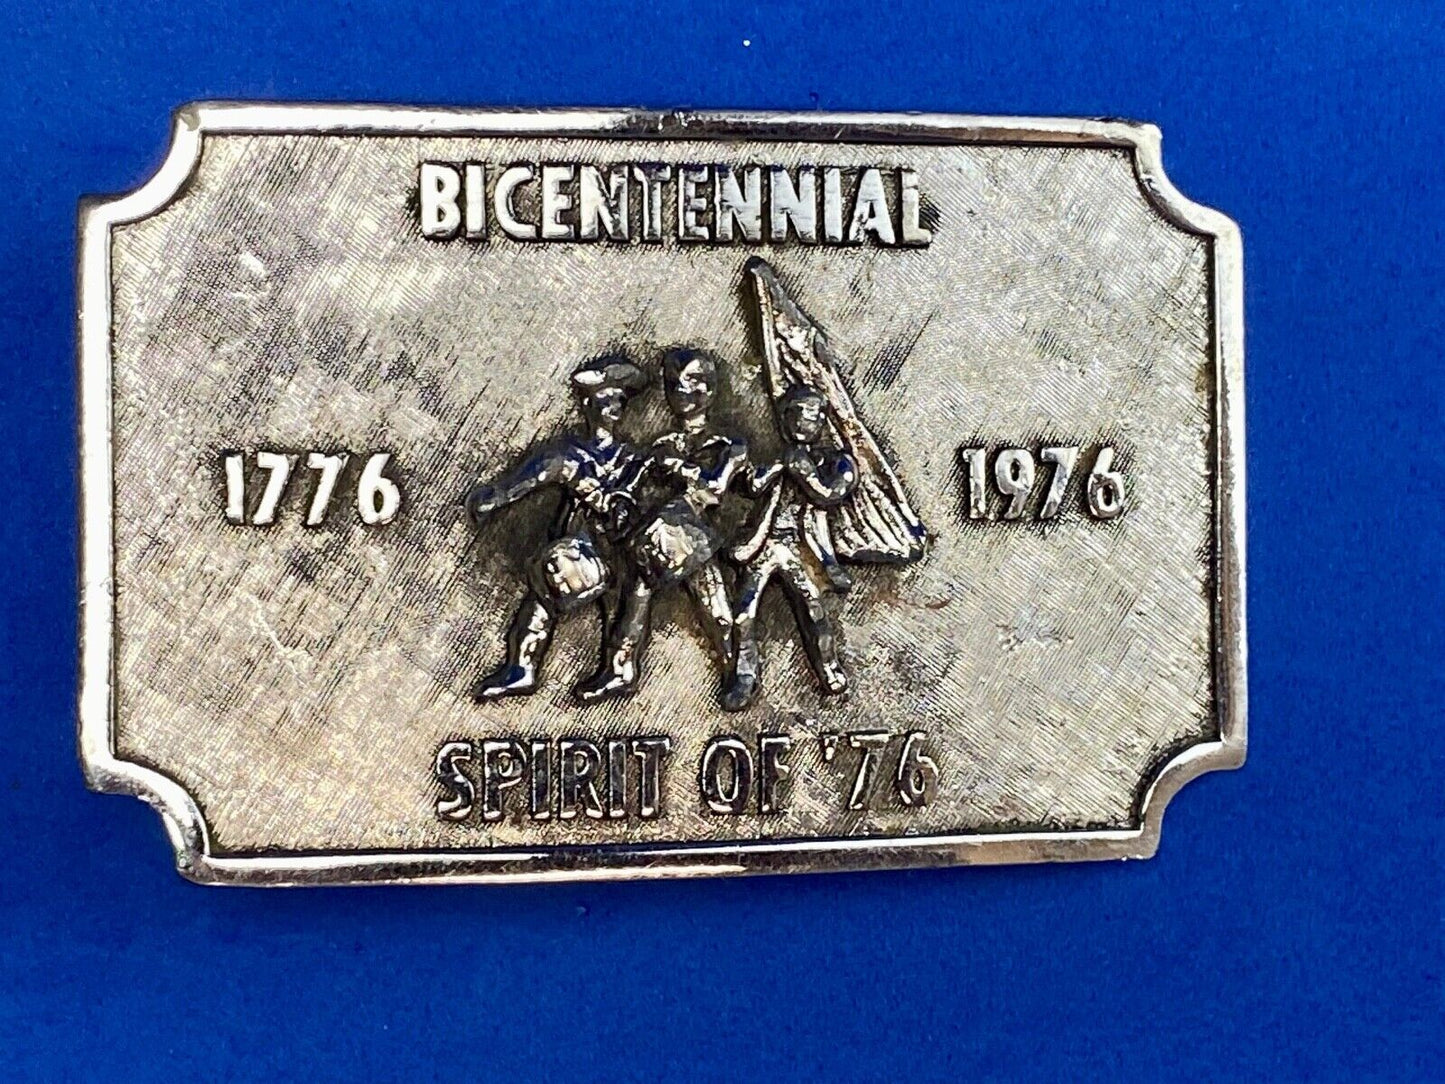 BICENTENNIAL
1776 1976
SPIRIT OF '76